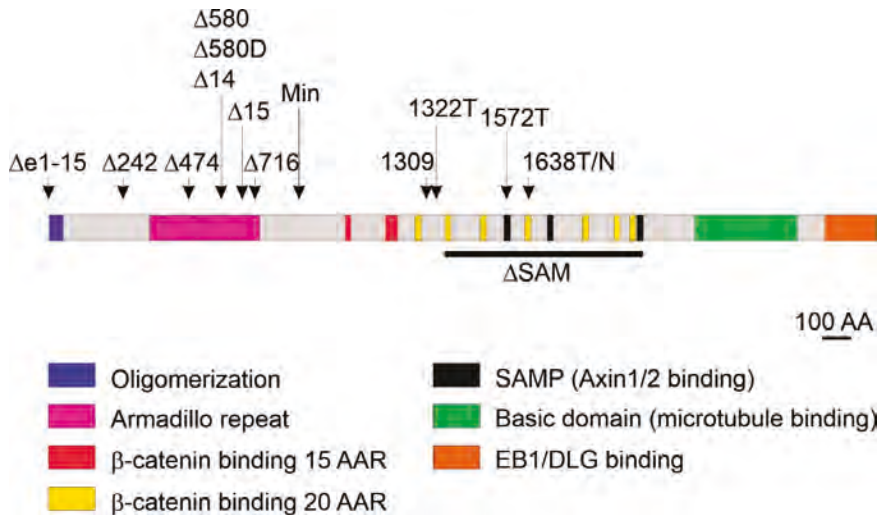 Δ580
Δ580D
Δ14
Δ15
Min
1322T
1572T
Δe1-15
Δ242
Δ474
Δ716
1309
1638T/N
ΔSAM
100 AA
Oligomerization
SAMP (Axin1/2 binding)
Armadillo repeat
Basic domain (microtubule binding)
β-catenin binding 15 AAR
EB1/DLG binding
β-catenin binding 20 AAR